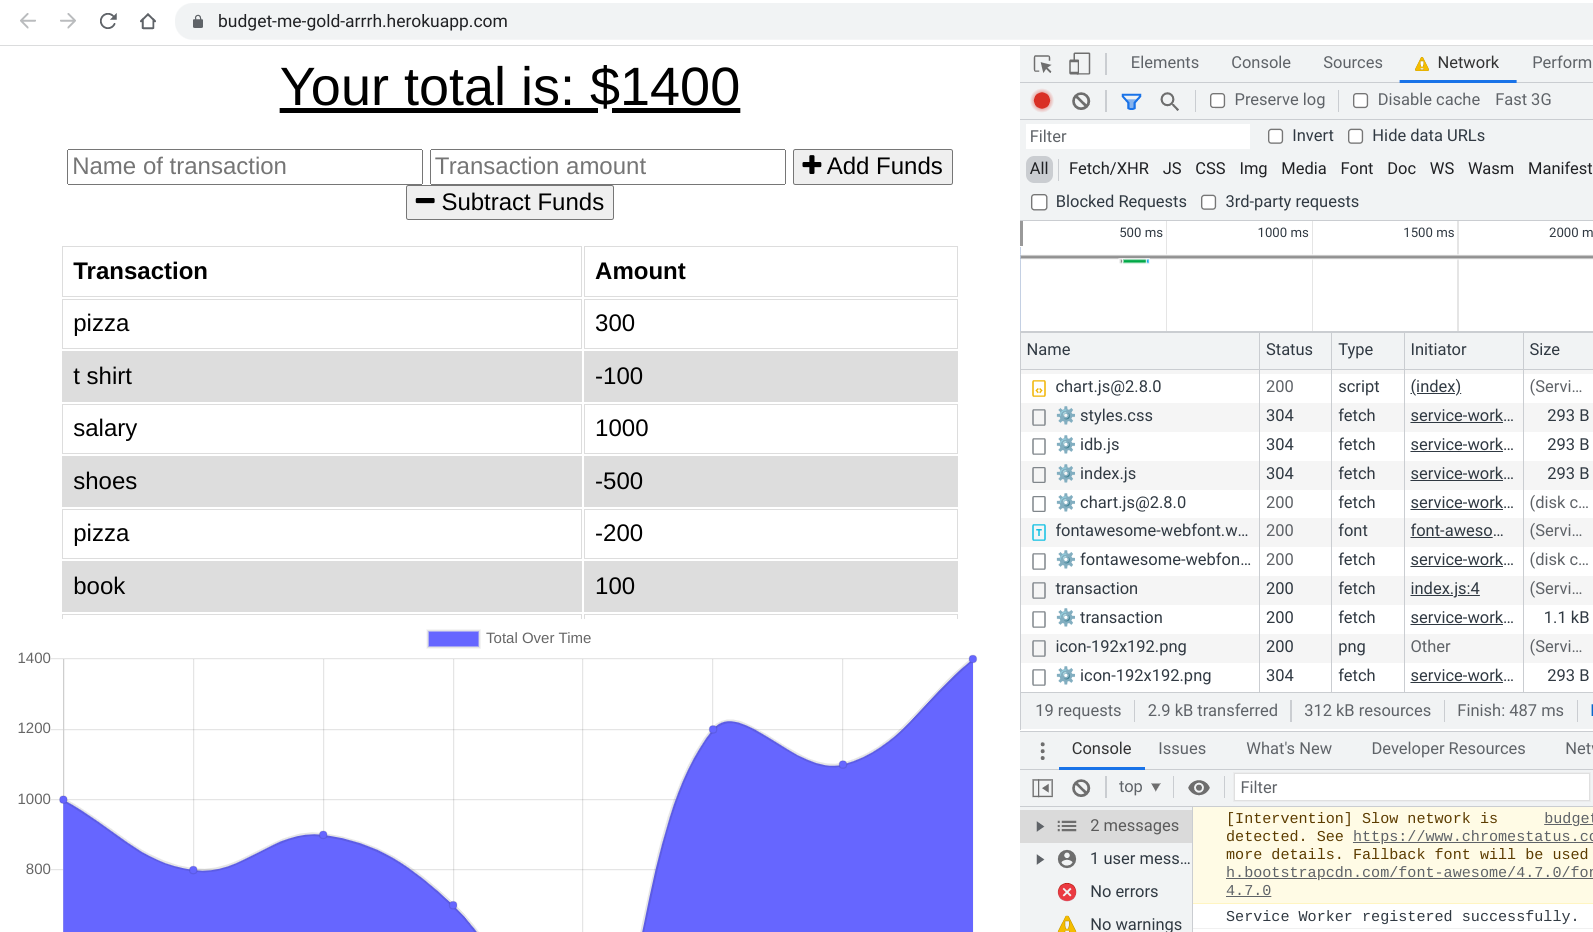 budget-me-gold-arrrh.herokuapp.com
Your total is: $1400
Name of transaction Transaction amount Add Funds
Subtract Funds
Transaction Amount
pizza 300
t shirt -100
salary 1000
shoes -500
pizza -200
book 100
Total Over Time
1400
1200
1000
800
Elements Console Sources Network Perform
Preserve log Disable cache Fast 3G
Filter Invert Hide data URLs
All Fetch/XHR JS CSS Img Media Font Doc WS Wasm Manifest
Blocked Requests 3rd-party requests
500 ms 1000 ms 1500 ms 2000 m
Name Status Type Initiator Size
chart.js@2.8.0 200 script (index) (Servi...
styles.css 304 fetch service-work... 293 B
idb.js 304 fetch service-work... 293 B
index.js 304 fetch service-work... 293 B
chart.js@2.8.0 200 fetch service-work... (disk c...
fontawesome-webfont.w... 200 font font-aweso... (Servi...
fontawesome-webfon... 200 fetch service-work... (disk c...
transaction 200 fetch index.js:4 (Servi...
transaction 200 fetch service-work... 1.1 kB
icon-192x192.png 200 png Other (Servi...
icon-192x192.png 304 fetch service-work... 293 B
19 requests 2.9 kB transferred 312 kB resources Finish: 487 ms
Console Issues What's New Developer Resources Net
top Filter
2 messages
1 user mess...
No errors
No warnings
[Intervention] Slow network is budget
detected. See https://www.chromestatus.co
more details. Fallback font will be used
h.bootstrapcdn.com/font-awesome/4.7.0/fon
4.7.0
Service Worker registered successfully.